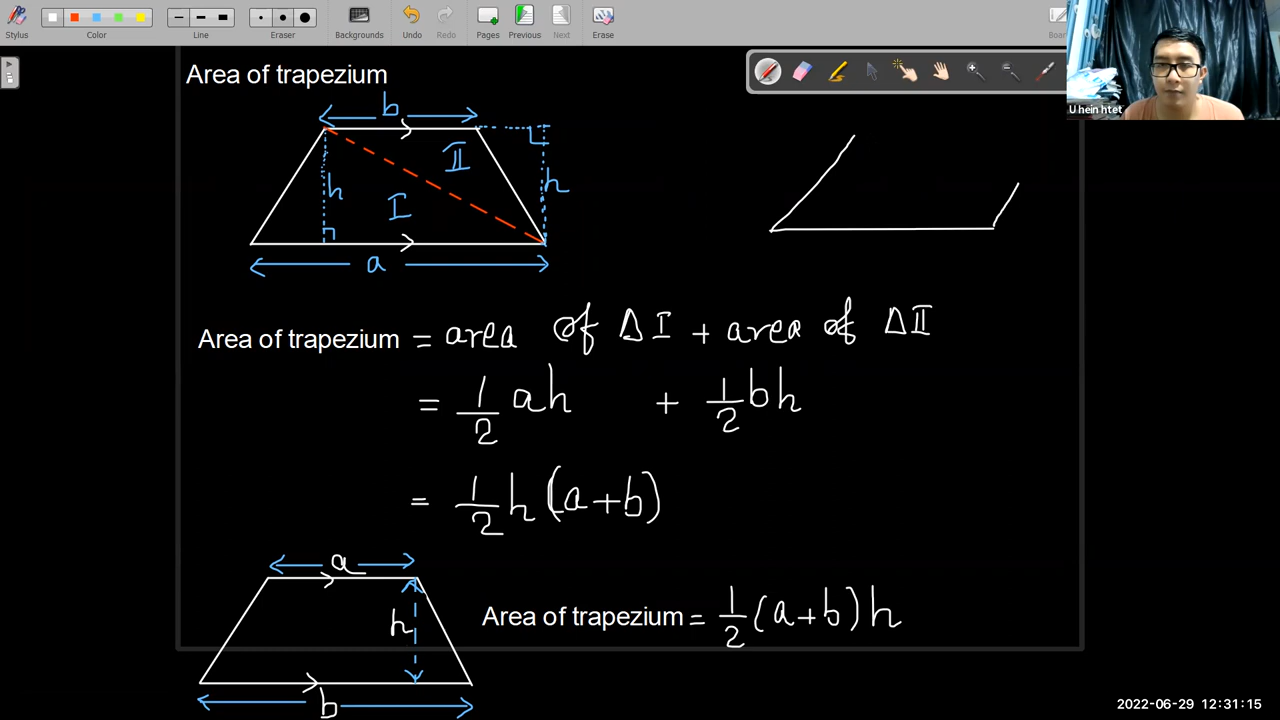 Stylus
Color
Line
Eraser
Backgrounds
Undo
Redo
Pages
Previous
Next
Erase
U hein htet
Area of trapezium
b
II
h
h
I
a
Area of trapezium = area of Δ I + area of Δ II
= 1/2 ah + 1/2 bh
= 1/2 h (a+b)
a
h
Area of trapezium = 1/2 (a+b) h
b
2022-06-29 12:31:15